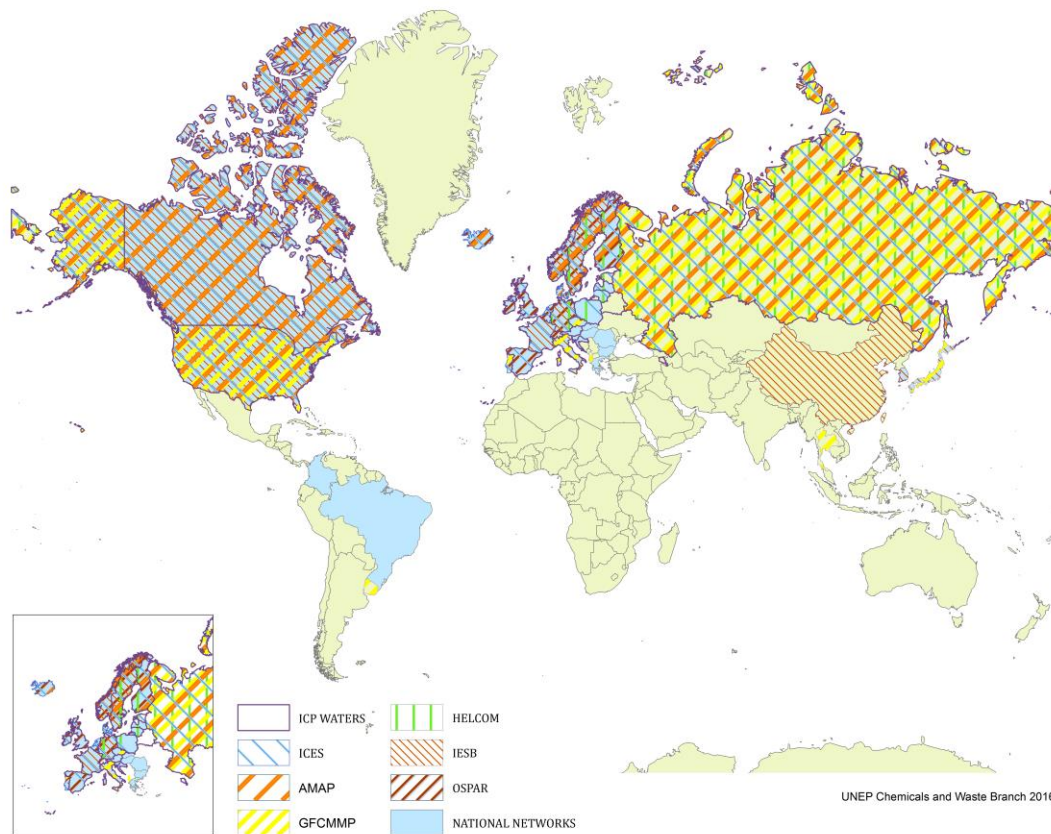 ICP WATERS
ICES
AMAP
GFCMMP
HELCOM
IESB
OSPAR
NATIONAL NETWORKS
UNEP Chemicals and Waste Branch 2016